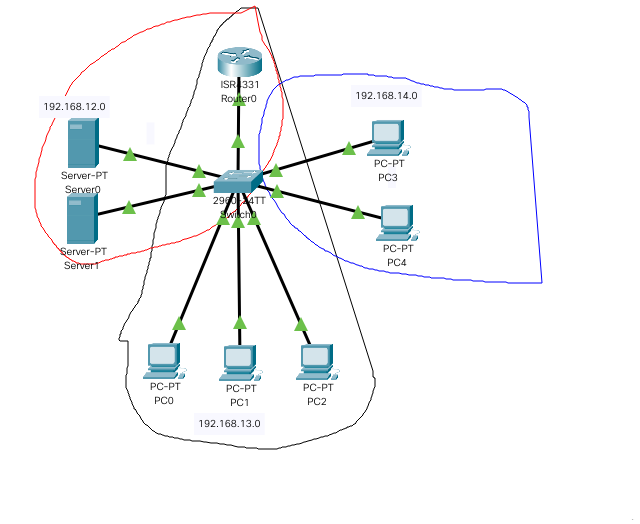 ISR4331
Router0
192.168.12.0
192.168.14.0
Server-PT
Server0
PC-PT
PC3
2960-24TT
Switch0
Server-PT
Server1
PC-PT
PC4
PC-PT
PC0
PC-PT
PC1
PC-PT
PC2
192.168.13.0